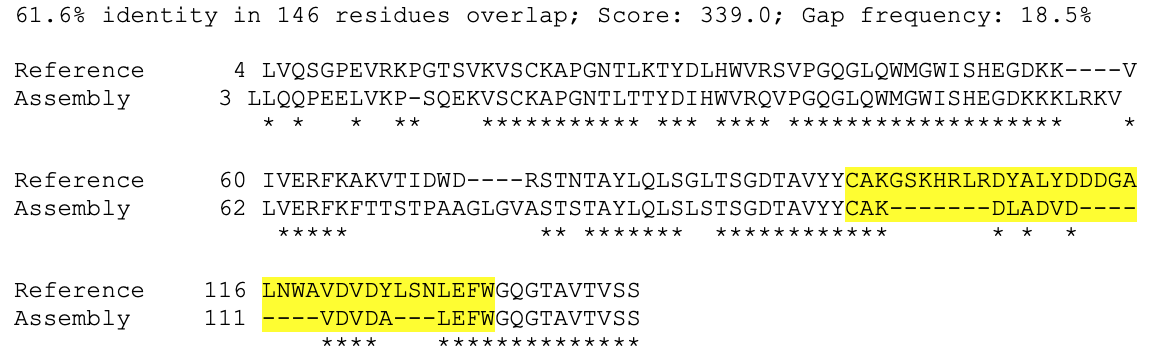 61.6% identity in 146 residues overlap; Score: 339.0; Gap frequency: 18.5%
Reference 4 LVQSGPEVRKPGTSVKVSCKAPGNTLKTYDLHWVRSVPGQGLQWMGWISHEGDKK----V
Assembly 3 LLQQPEELVKP-SQEKVSCKAPGNTLTTYDIHWVRQVPGQGLQWMGWISHEGDKKKLRKV
* * * ** *********** *** **** ******************* *
Reference 60 IVERFKAKVTIDWD----RSTNTAYLQLSGLTSGDTAVYYCAKGSKHRLRDYALYDDDGA
Assembly 62 LVERFKFTTSTPAAGLGVASTSTAYLQLSLSTSGDTAVYYCAK-------DLADVD----
***** ** ******* ************ * * *
Reference 116 LNWAVDVDYLSNLEFWGQGTAVTVSS
Assembly 111 ----VDVDA---LEFWGQGTAVTVSS
**** **************